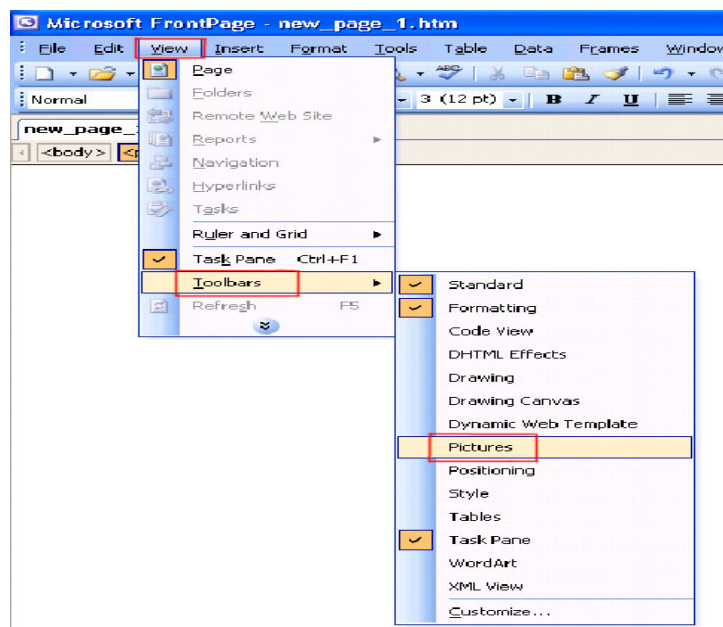 Microsoft FrontPage - new_page_1.htm
File Edit View Insert Format Tools Table Data Frames Window
Normal 3 (12 pt) B I U
new_page_
<body>
Page
Folders
Remote Web Site
Reports
Navigation
Hyperlinks
Tasks
Ruler and Grid
Task Pane Ctrl+F1
Toolbars
Refresh F5
Standard
Formatting
Code View
DHTML Effects
Drawing
Drawing Canvas
Dynamic Web Template
Pictures
Positioning
Style
Tables
Task Pane
WordArt
XML View
Customize...